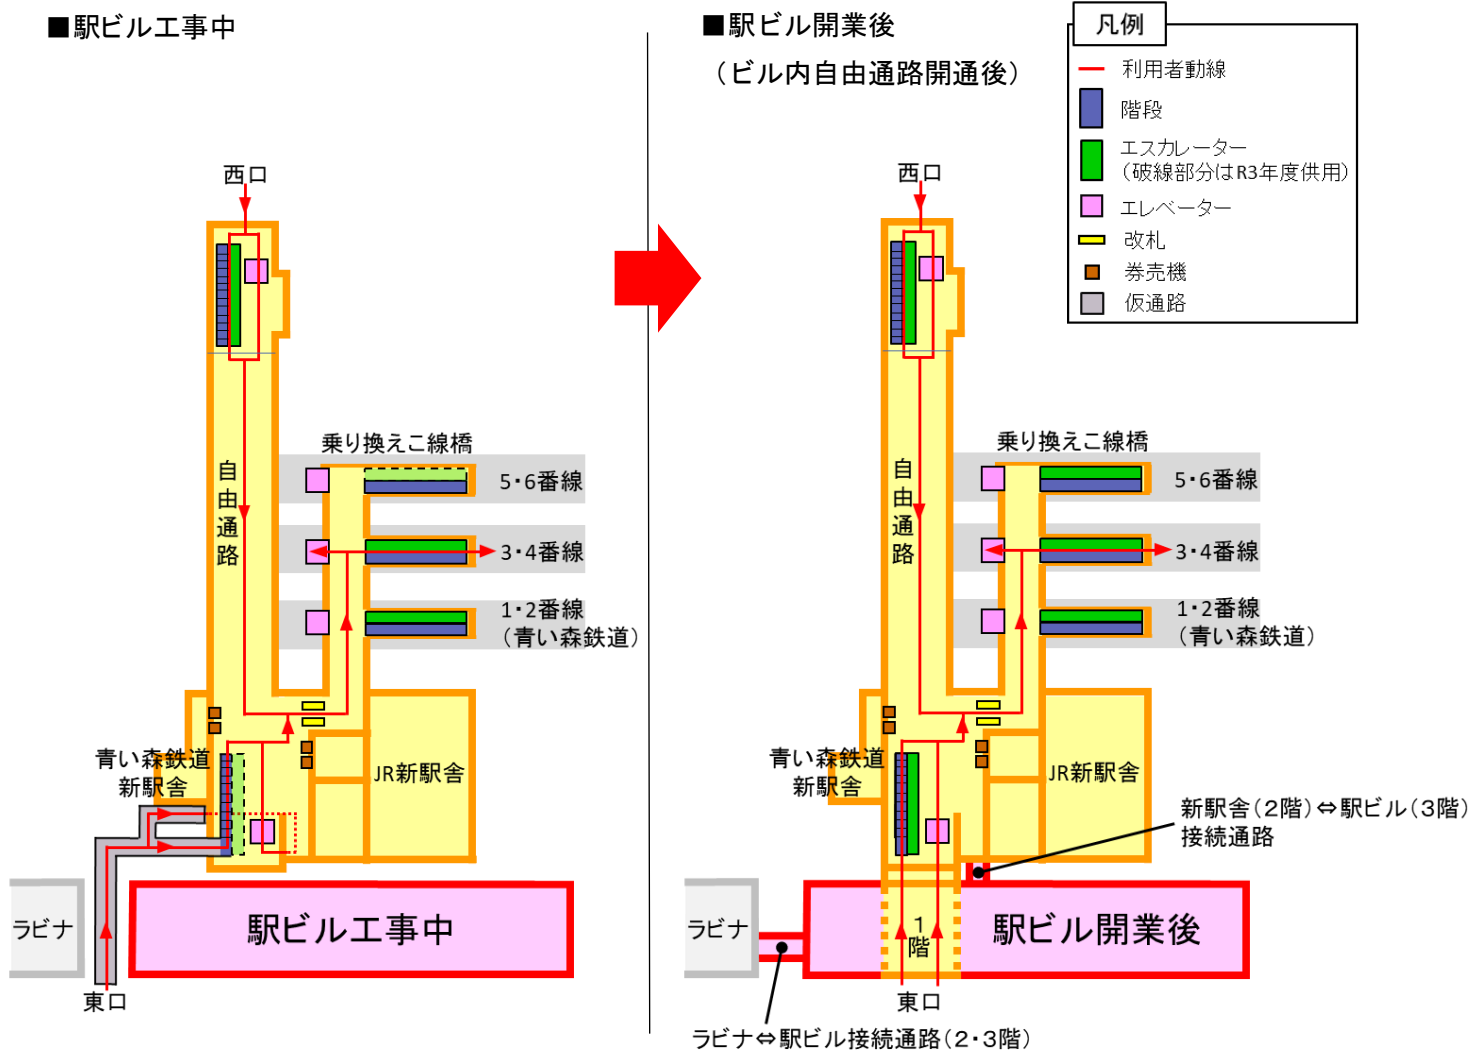 ■駅ビル工事中
西口
乗り換えこ線橋
自由通路
5・6番線
3・4番線
1・2番線
(青い森鉄道)
青い森鉄道
新駅舎
JR新駅舎
ラビナ
駅ビル工事中
東口
■駅ビル開業後
(ビル内自由通路開通後)
凡例
利用者動線
階段
エスカレーター
(破線部分はR3年度供用)
エレベーター
改札
券売機
仮通路
西口
乗り換えこ線橋
自由通路
5・6番線
3・4番線
1・2番線
(青い森鉄道)
青い森鉄道
新駅舎
JR新駅舎
新駅舎(2階)⇔駅ビル(3階)
接続通路
ラビナ
1階
駅ビル開業後
東口
ラビナ⇔駅ビル接続通路(2・3階)